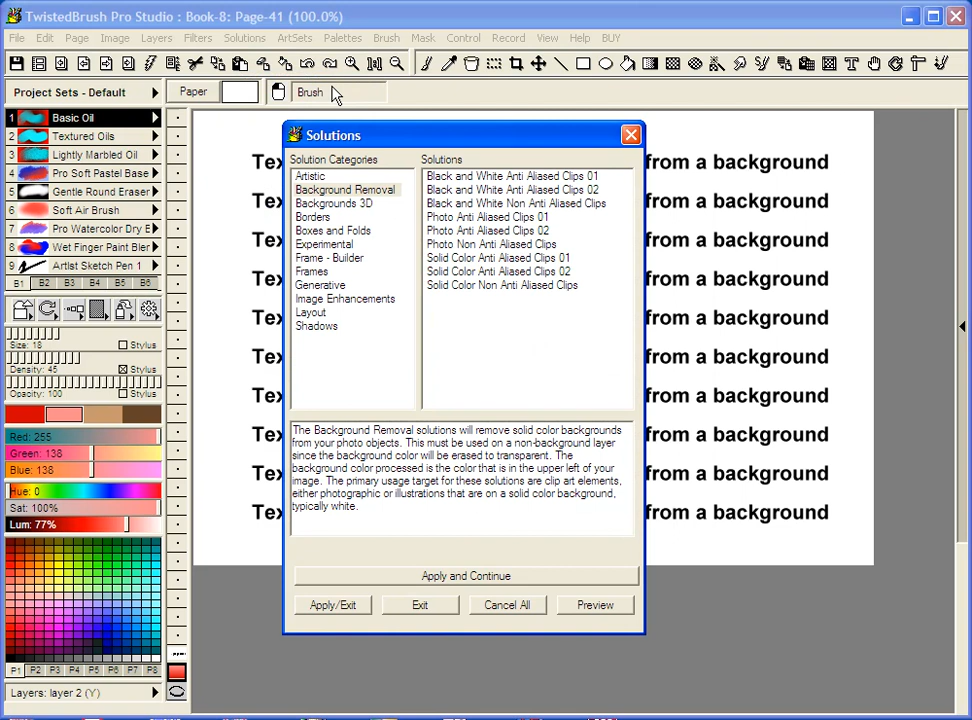 TwistedBrush Pro Studio : Book-8: Page-41 (100.0%)
File Edit Page Image Layers Filters Solutions ArtSets Palettes Brush Mask Control Record View Help BUY
Project Sets - Default
Paper
Brush
1 Basic Oil
2 Textured Oils
3 Lightly Marbled Oil
4 Pro Soft Pastel Base
5 Gentle Round Eraser
6 Soft Air Brush
7 Pro Watercolor Dry E
8 Wet Finger Paint Bler
9 Artist Sketch Pen 1
B1 B2 B3 B4 B5 B6
Size: 18 Stylus
Density: 45 Stylus
Opacity: 100 Stylus
Red: 255
Green: 138
Blue: 138
Hue: 0
Sat: 100%
Lum: 77%
P1 P2 P3 P4 P5 P6 P7 P8
Layers: layer 2 (Y)
Tex from a background
Tex from a background
Tex from a background
Tex from a background
Tex from a background
Tex from a background
Tex from a background
Tex from a background
Tex from a background
Tex from a background
Solutions
Solution Categories
Artistic
Background Removal
Backgrounds 3D
Borders
Boxes and Folds
Experimental
Frame - Builder
Frames
Generative
Image Enhancements
Layout
Shadows
Solutions
Black and White Anti Aliased Clips 01
Black and White Anti Aliased Clips 02
Black and White Non Anti Aliased Clips
Photo Anti Aliased Clips 01
Photo Anti Aliased Clips 02
Photo Non Anti Aliased Clips
Solid Color Anti Aliased Clips 01
Solid Color Anti Aliased Clips 02
Solid Color Non Anti Aliased Clips
The Background Removal solutions will remove solid color backgrounds
from your photo objects. This must be used on a non-background layer
since the background color will be erased to transparent. The
background color processed is the color that is in the upper left of your
image. The primary usage target for these solutions are clip art elements,
either photographic or illustrations that are on a solid color background,
typically white.
Apply and Continue
Apply/Exit Exit Cancel All Preview